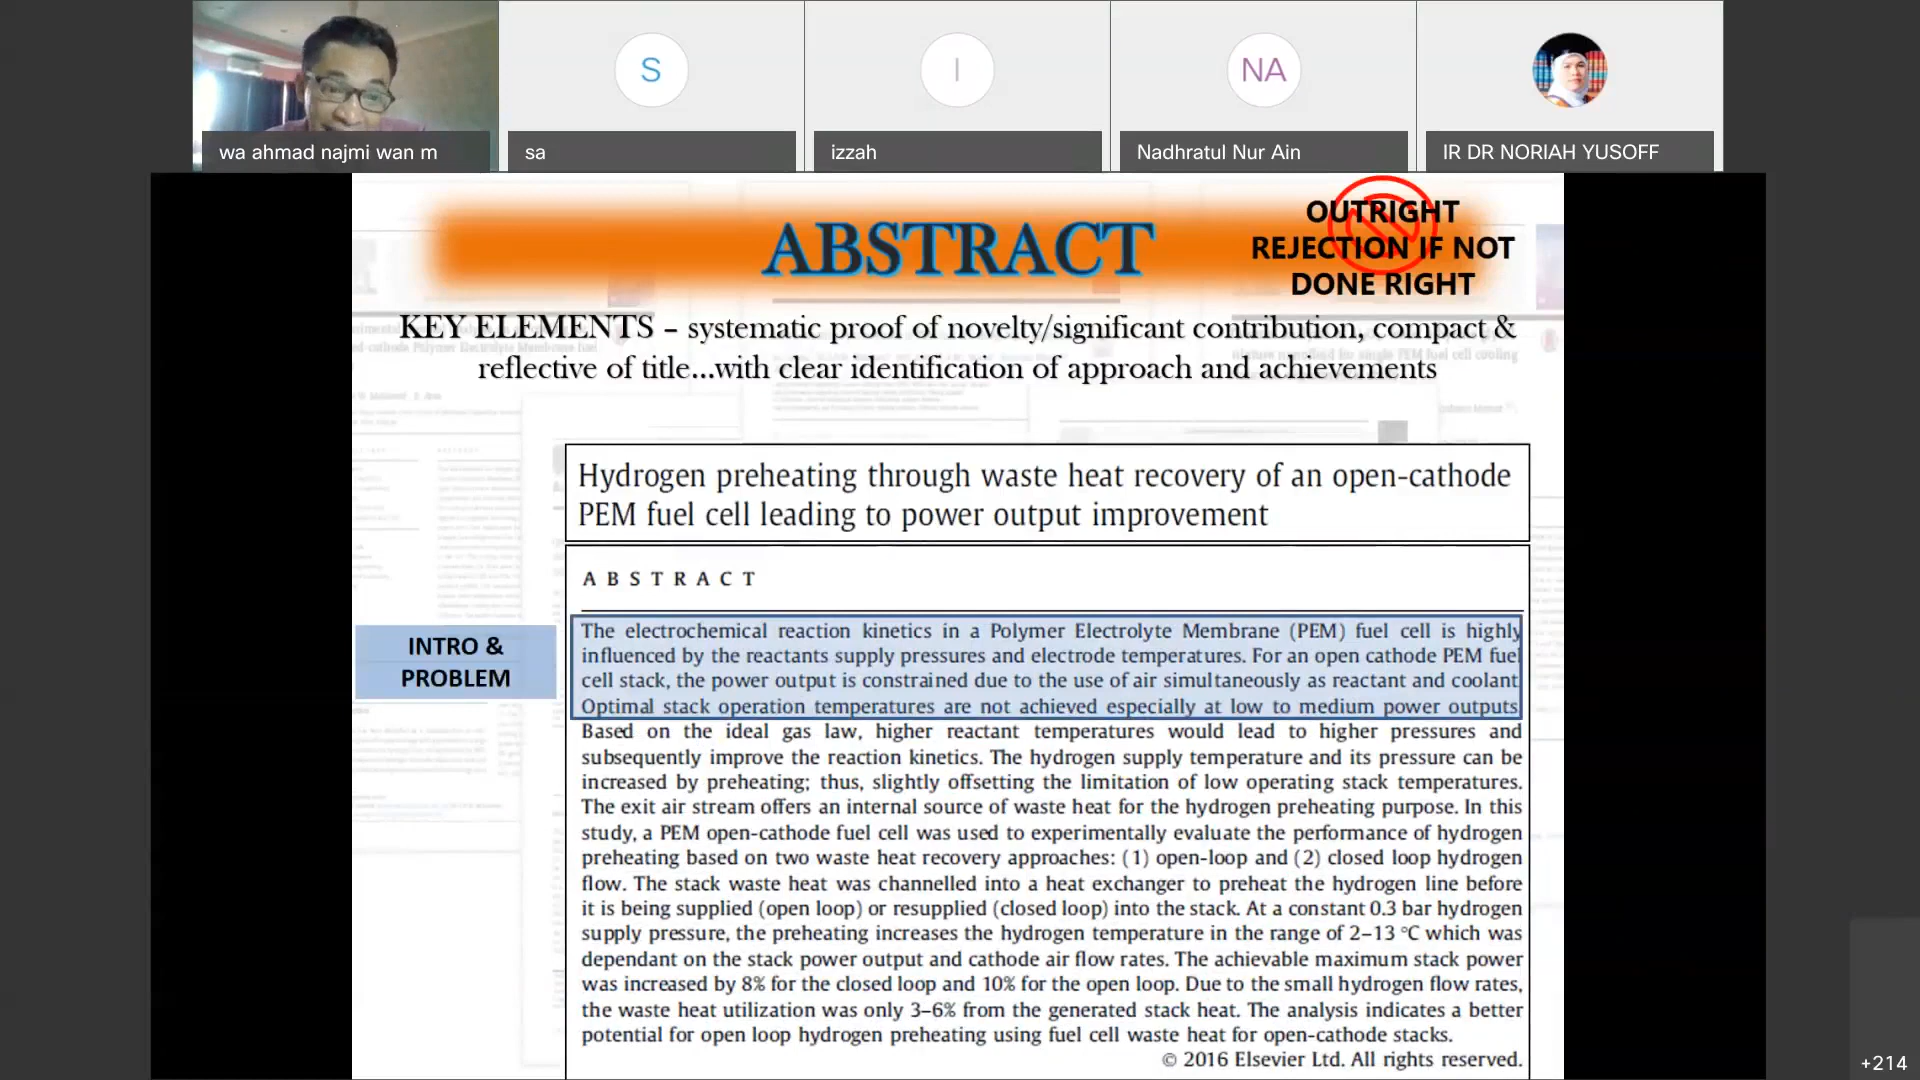 S
I
NA
wa ahmad najmi wan m
sa
izzah
Nadhratul Nur Ain
IR DR NORIAH YUSOFF
ABSTRACT
OUTRIGHT
REJECTION IF NOT
DONE RIGHT
KEY ELEMENTS – systematic proof of novelty/significant contribution, compact &
reflective of title...with clear identification of approach and achievements
Hydrogen preheating through waste heat recovery of an open-cathode
PEM fuel cell leading to power output improvement
ABSTRACT
INTRO &
PROBLEM
The electrochemical reaction kinetics in a Polymer Electrolyte Membrane (PEM) fuel cell is highly
influenced by the reactants supply pressures and electrode temperatures. For an open cathode PEM fuel
cell stack, the power output is constrained due to the use of air simultaneously as reactant and coolant.
Optimal stack operation temperatures are not achieved especially at low to medium power outputs.
Based on the ideal gas law, higher reactant temperatures would lead to higher pressures and
subsequently improve the reaction kinetics. The hydrogen supply temperature and its pressure can be
increased by preheating; thus, slightly offsetting the limitation of low operating stack temperatures.
The exit air stream offers an internal source of waste heat for the hydrogen preheating purpose. In this
study, a PEM open-cathode fuel cell was used to experimentally evaluate the performance of hydrogen
preheating based on two waste heat recovery approaches: (1) open-loop and (2) closed loop hydrogen
flow. The stack waste heat was channelled into a heat exchanger to preheat the hydrogen line before
it is being supplied (open loop) or resupplied (closed loop) into the stack. At a constant 0.3 bar hydrogen
supply pressure, the preheating increases the hydrogen temperature in the range of 2–13 °C which was
dependant on the stack power output and cathode air flow rates. The achievable maximum stack power
was increased by 8% for the closed loop and 10% for the open loop. Due to the small hydrogen flow rates,
the waste heat utilization was only 3–6% from the generated stack heat. The analysis indicates a better
potential for open loop hydrogen preheating using fuel cell waste heat for open-cathode stacks.
© 2016 Elsevier Ltd. All rights reserved.
+214